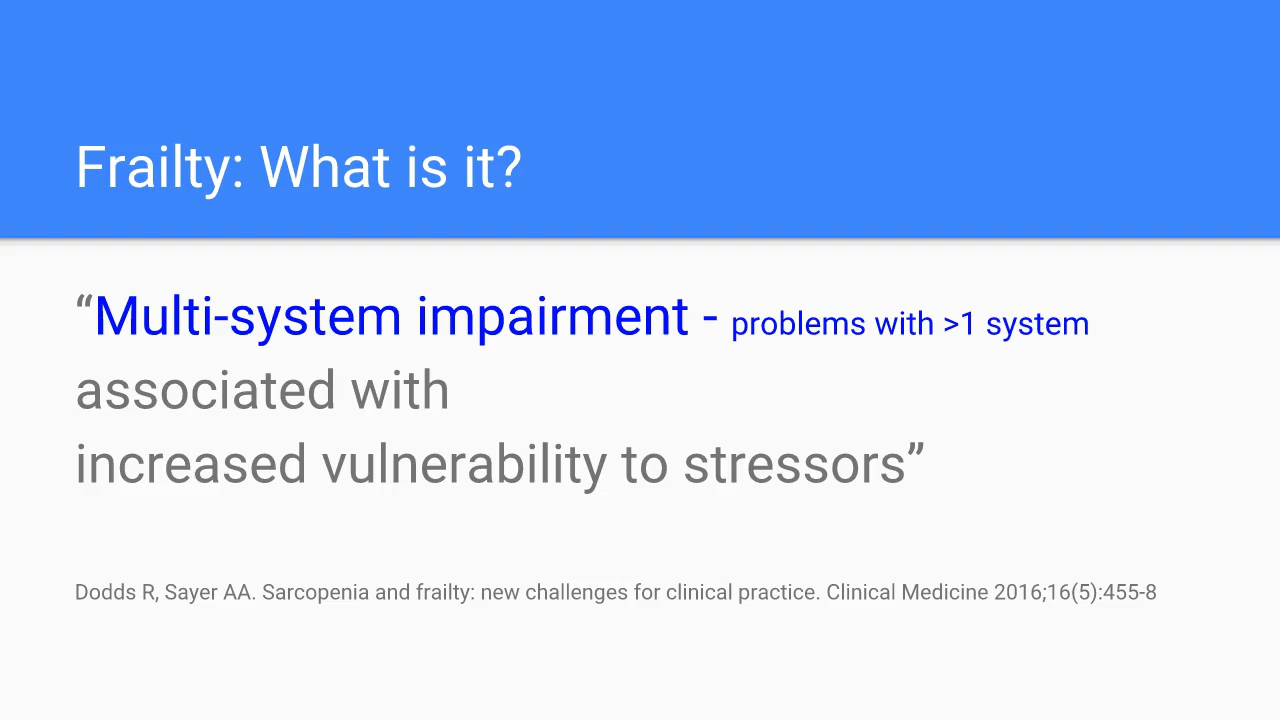 Frailty: What is it?
“Multi-system impairment - problems with >1 system
associated with
increased vulnerability to stressors”
Dodds R, Sayer AA. Sarcopenia and frailty: new challenges for clinical practice. Clinical Medicine 2016;16(5):455-8